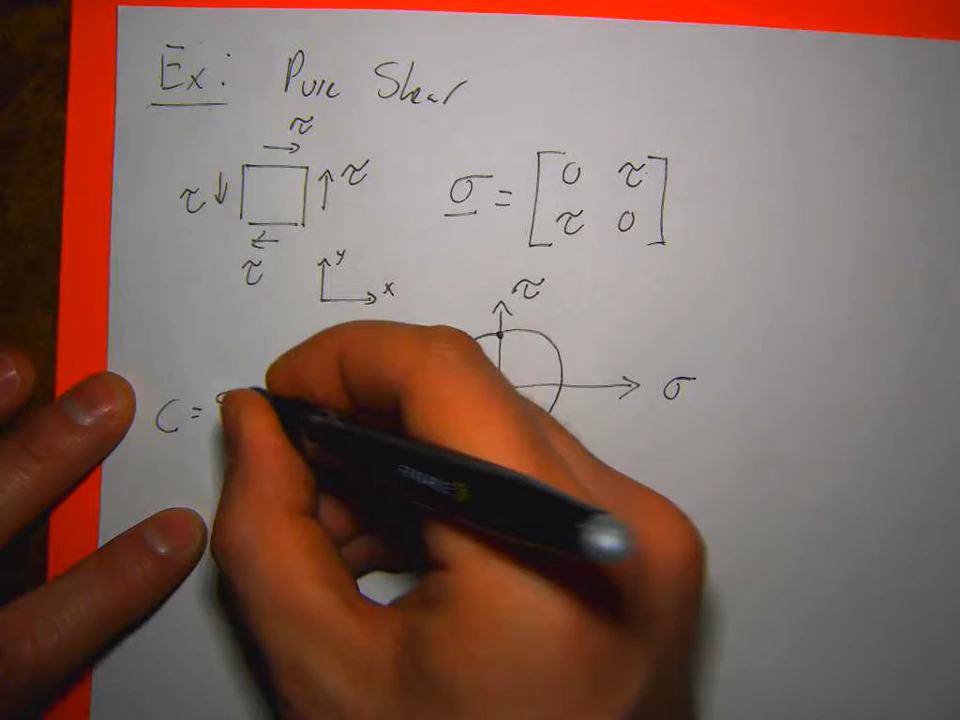 Ex: Pure Shear
τ
τ τ
σ = [0 τ
τ 0]
τ
y
x
τ
σ
C =